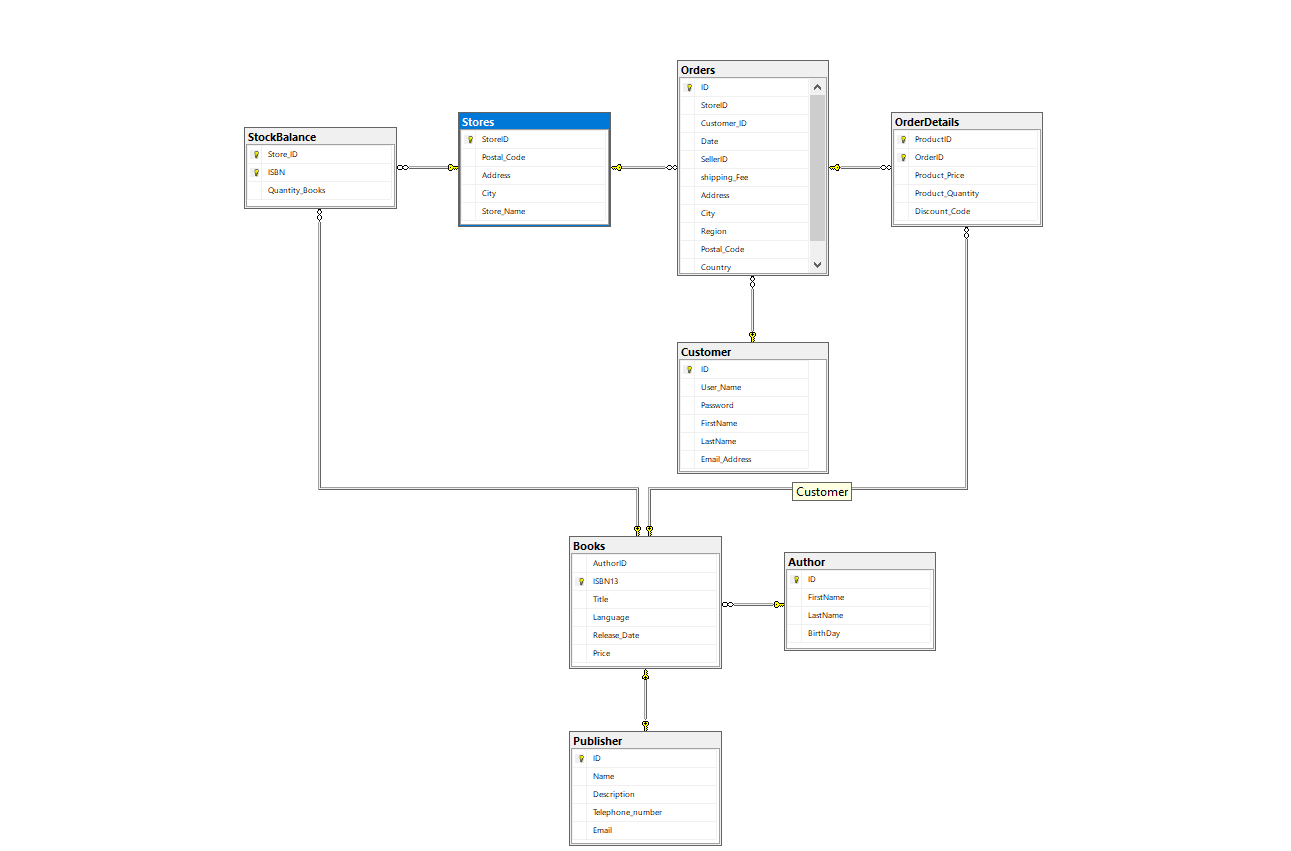 Orders
ID
StoreID
Customer_ID
Date
SellerID
shipping_Fee
Address
City
Region
Postal_Code
Country
Stores
StoreID
Postal_Code
Address
City
Store_Name
OrderDetails
ProductID
OrderID
Product_Price
Product_Quantity
Discount_Code
StockBalance
Store_ID
ISBN
Quantity_Books
Customer
ID
User_Name
Password
FirstName
LastName
Email_Address
Customer
Books
AuthorID
ISBN13
Title
Language
Release_Date
Price
Author
ID
FirstName
LastName
BirthDay
Publisher
ID
Name
Description
Telephone_number
Email